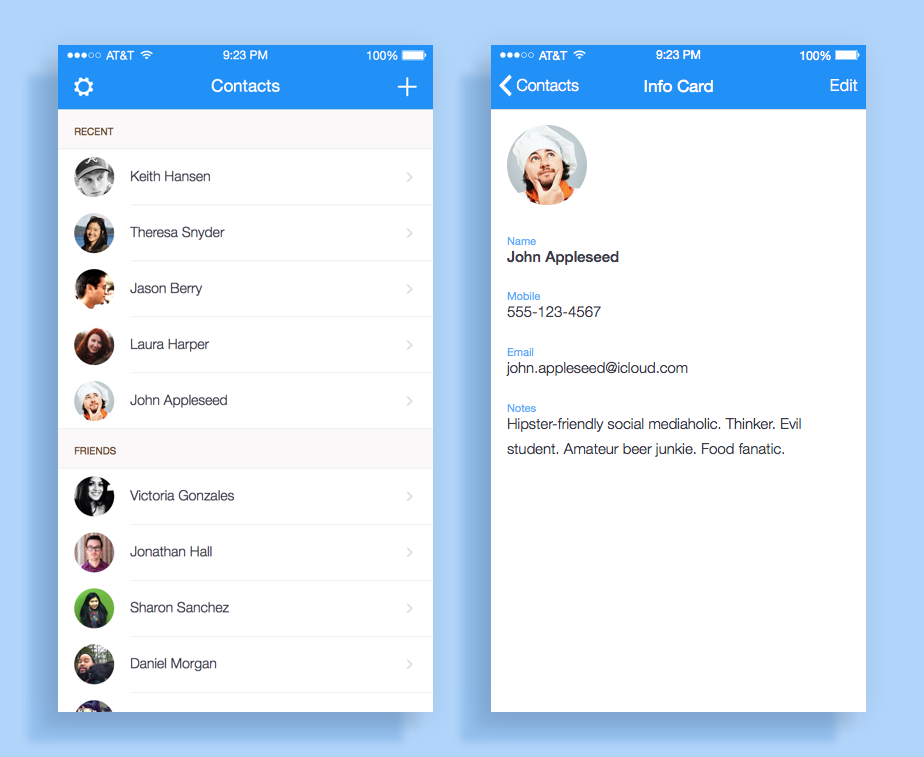 AT&T 9:23 PM 100%
Contacts
RECENT
Keith Hansen
Theresa Snyder
Jason Berry
Laura Harper
John Appleseed
FRIENDS
Victoria Gonzales
Jonathan Hall
Sharon Sanchez
Daniel Morgan
AT&T 9:23 PM 100%
Contacts Info Card Edit
Name
John Appleseed
Mobile
555-123-4567
Email
john.appleseed@icloud.com
Notes
Hipster-friendly social mediaholic. Thinker. Evil
student. Amateur beer junkie. Food fanatic.